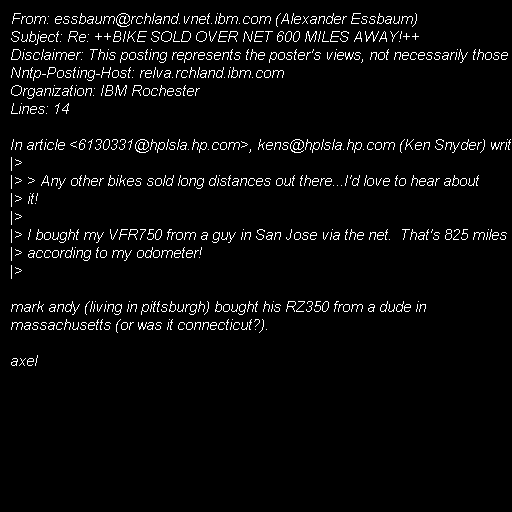 From: essbaum@rchland.vnet.ibm.com (Alexander Essbaum)
Subject: Re: ++BIKE SOLD OVER NET 600 MILES AWAY!++
Disclaimer: This posting represents the poster's views, not necessarily those
Nntp-Posting-Host: relva.rchland.ibm.com
Organization: IBM Rochester
Lines: 14

In article <6130331@hplsla.hp.com>, kens@hplsla.hp.com (Ken Snyder) writ
|>
|> > Any other bikes sold long distances out there...I'd love to hear about
|> it!
|>
|> I bought my VFR750 from a guy in San Jose via the net.  That's 825 miles
|> according to my odometer!
|>

mark andy (living in pittsburgh) bought his RZ350 from a dude in
massachusetts (or was it connecticut?).

axel